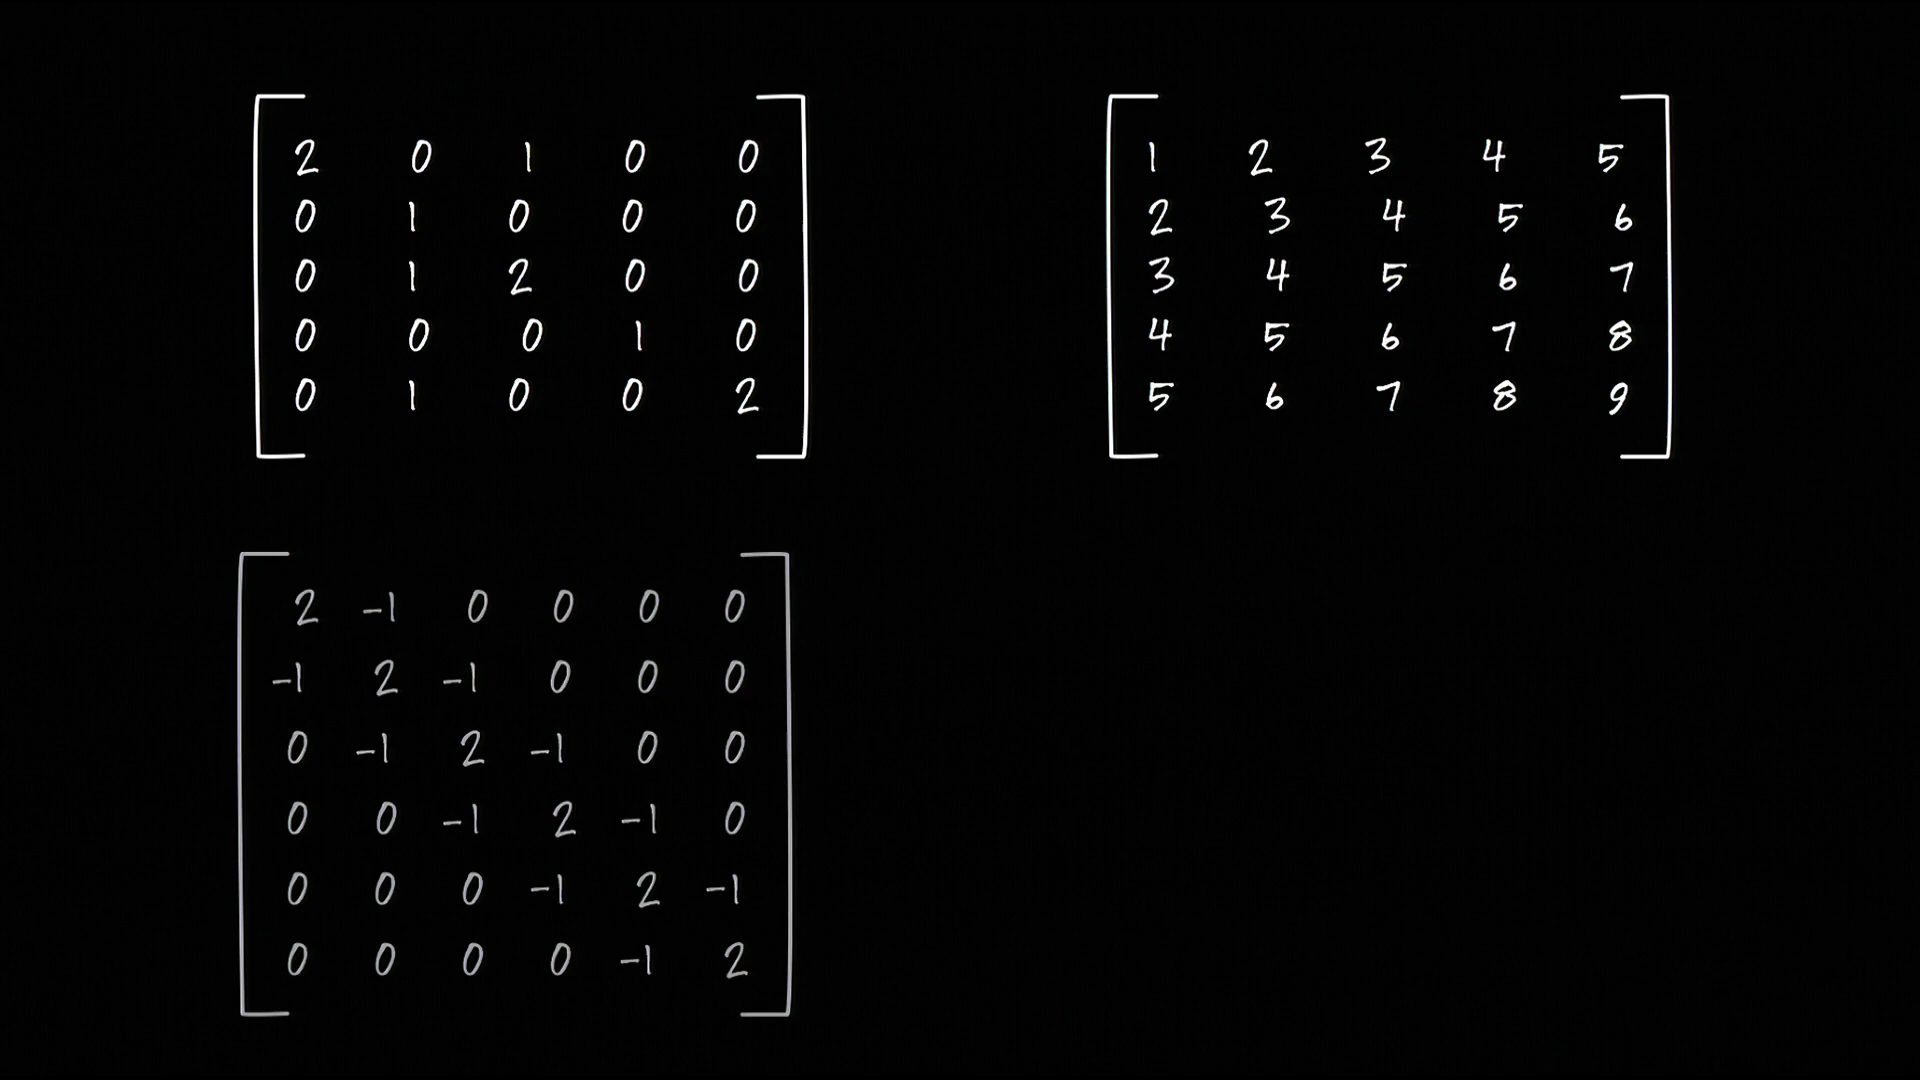 2 0 1 0 0
0 1 0 0 0
0 1 2 0 0
0 0 0 1 0
0 1 0 0 2
1 2 3 4 5
2 3 4 5 6
3 4 5 6 7
4 5 6 7 8
5 6 7 8 9
2 -1 0 0 0 0
-1 2 -1 0 0 0
0 -1 2 -1 0 0
0 0 -1 2 -1 0
0 0 0 -1 2 -1
0 0 0 0 -1 2